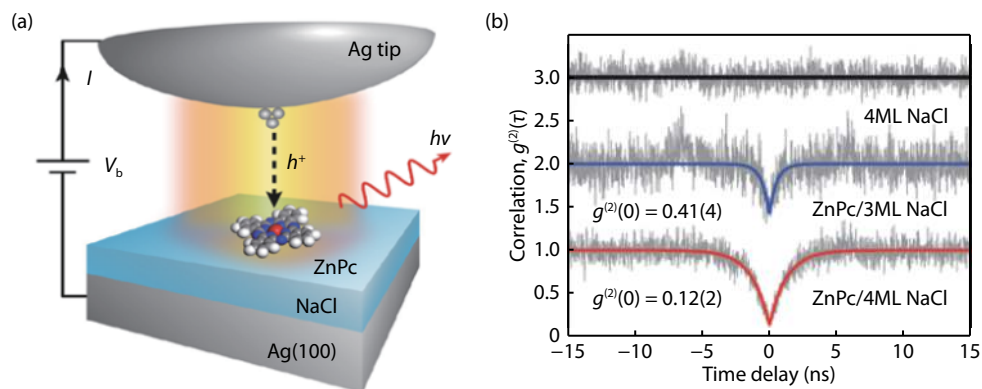 (a)
Ag tip
I
V_b
h⁺
hν
ZnPc
NaCl
Ag(100)
(b)
Correlation, g⁽²⁾(τ)
3.0
2.5
2.0
1.5
1.0
0.5
0
4ML NaCl
g⁽²⁾(0) = 0.41(4)
ZnPc/3ML NaCl
g⁽²⁾(0) = 0.12(2)
ZnPc/4ML NaCl
−15 −10 −5 0 5 10 15
Time delay (ns)